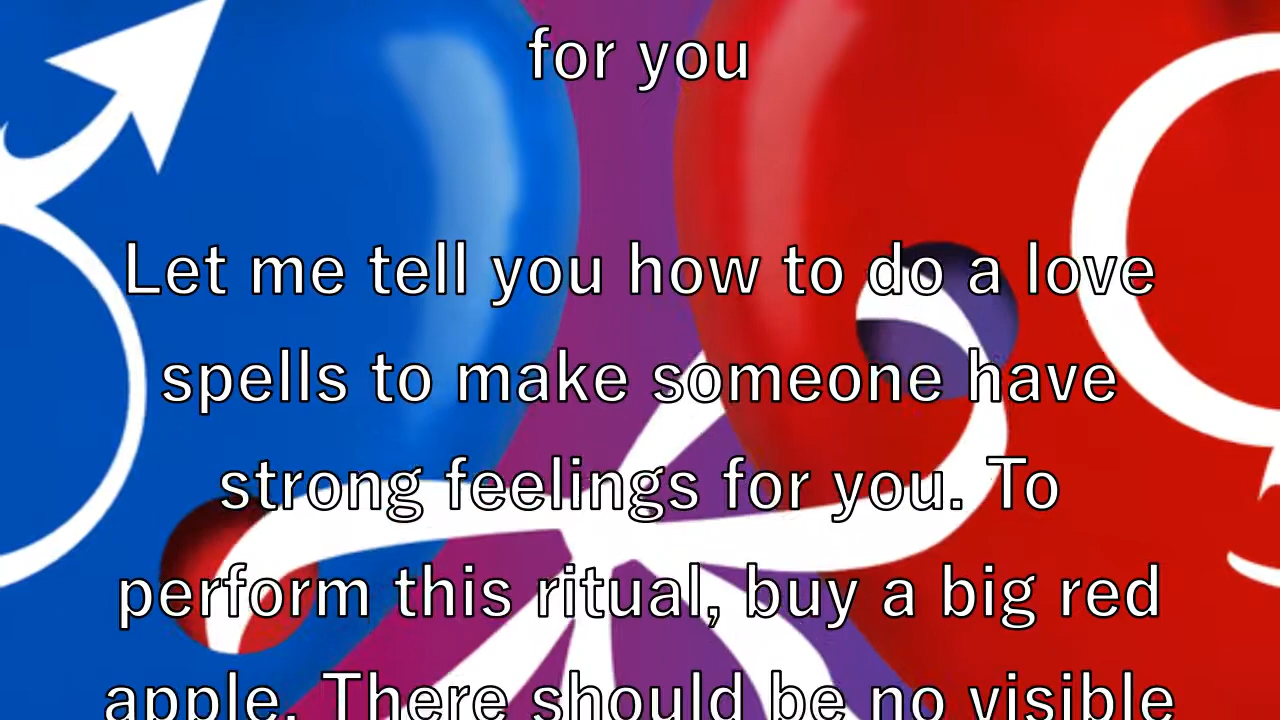 for you
Let me tell you how to do a love
spells to make someone have
strong feelings for you. To
perform this ritual, buy a big red
apple. There should be no visible